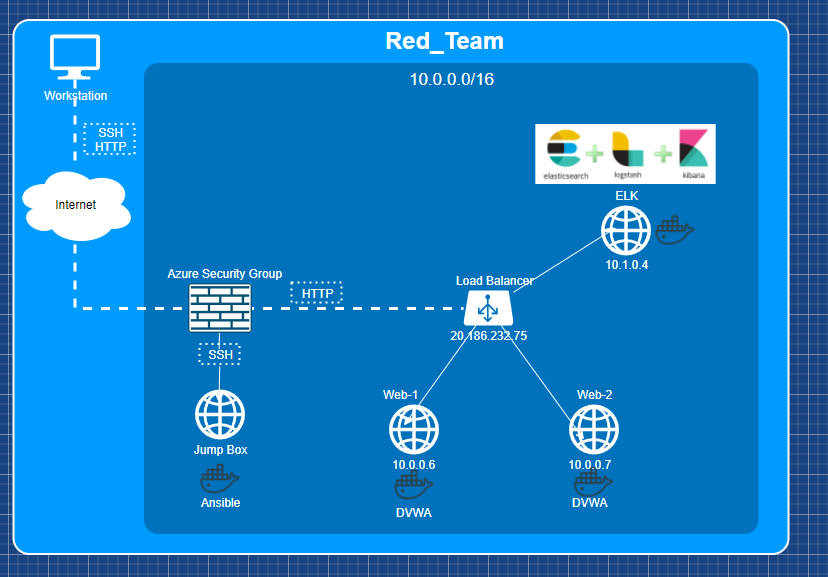 Red_Team
10.0.0.0/16
Workstation
SSH
HTTP
Internet
elasticsearch
logstash
kibana
ELK
10.1.0.4
Azure Security Group
HTTP
Load Balancer
20.186.232.75
SSH
Jump Box
Ansible
Web-1
10.0.0.6
DVWA
Web-2
10.0.0.7
DVWA